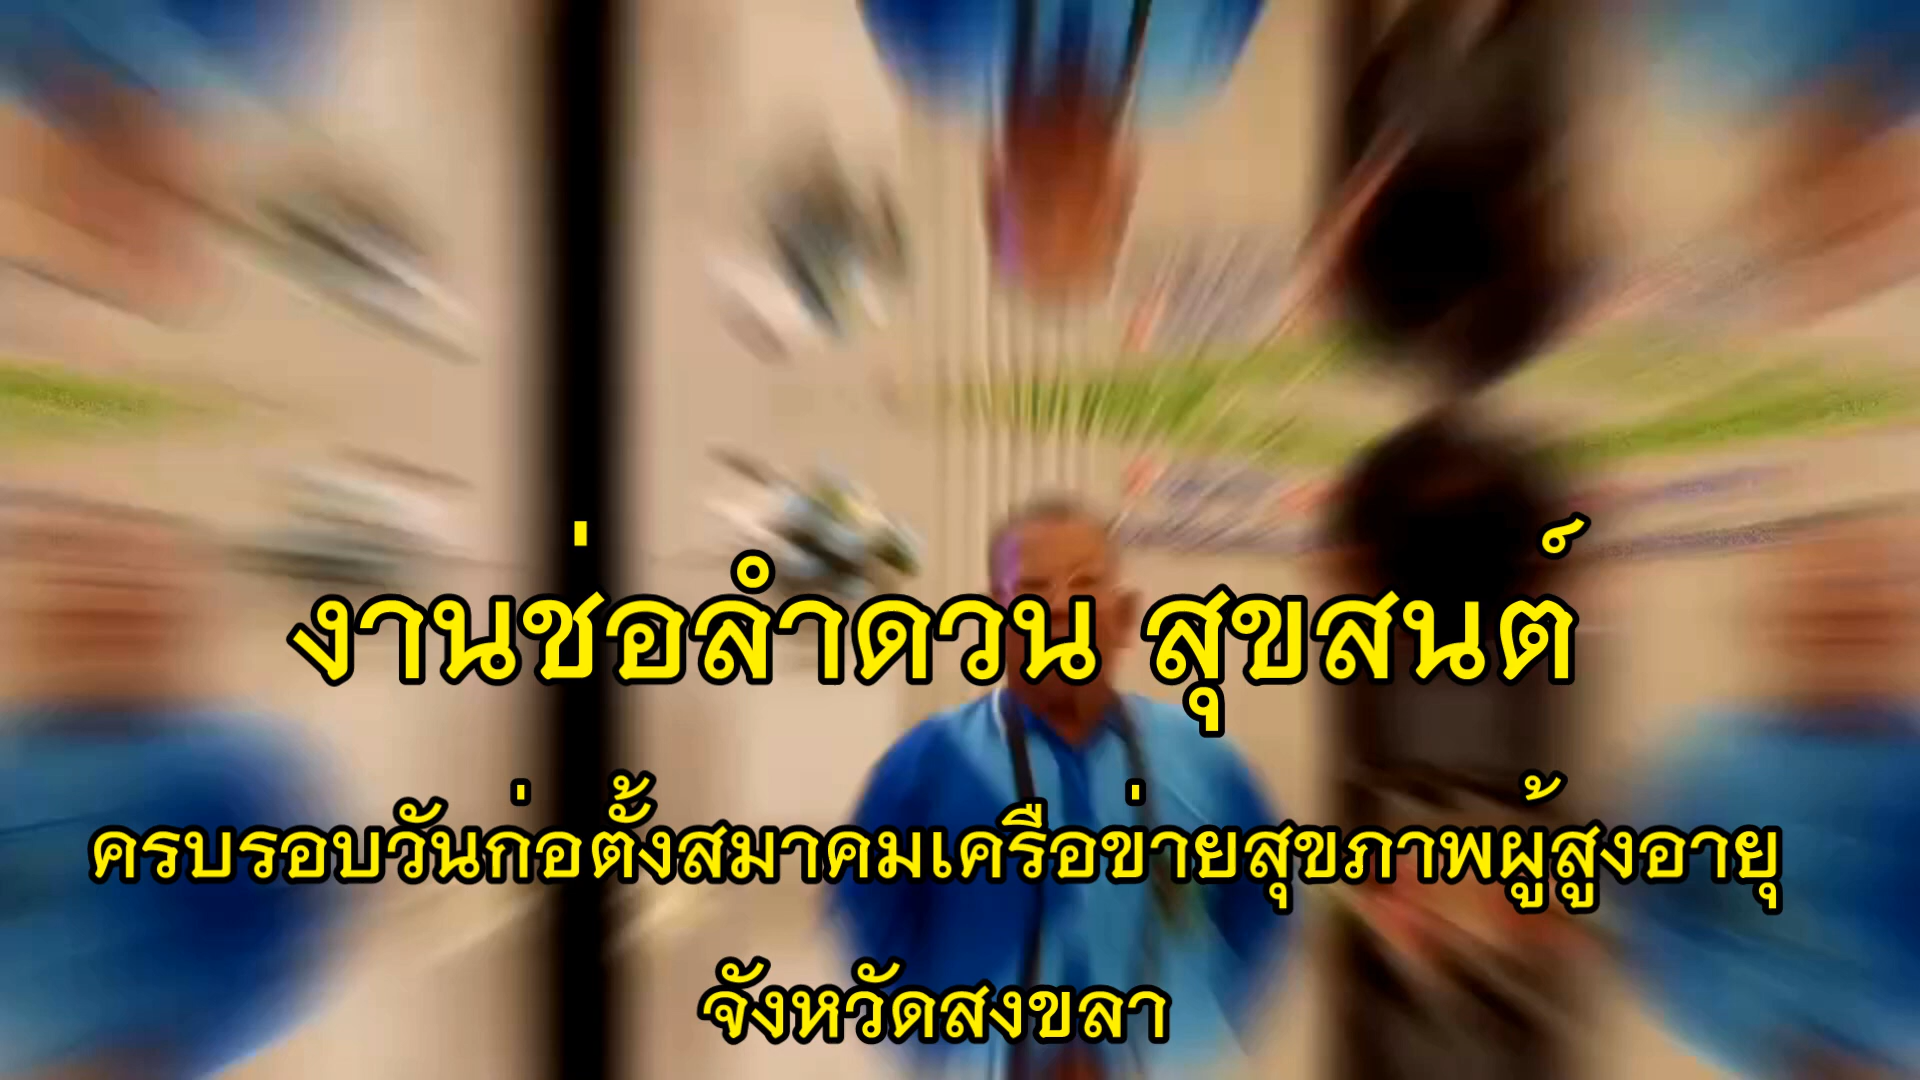 งานช่อลำดวน สุขสนต์
ครบรอบวันก่อตั้งสมาคมเครือข่ายสุขภาพผู้สูงอายุ
จังหวัดสงขลา